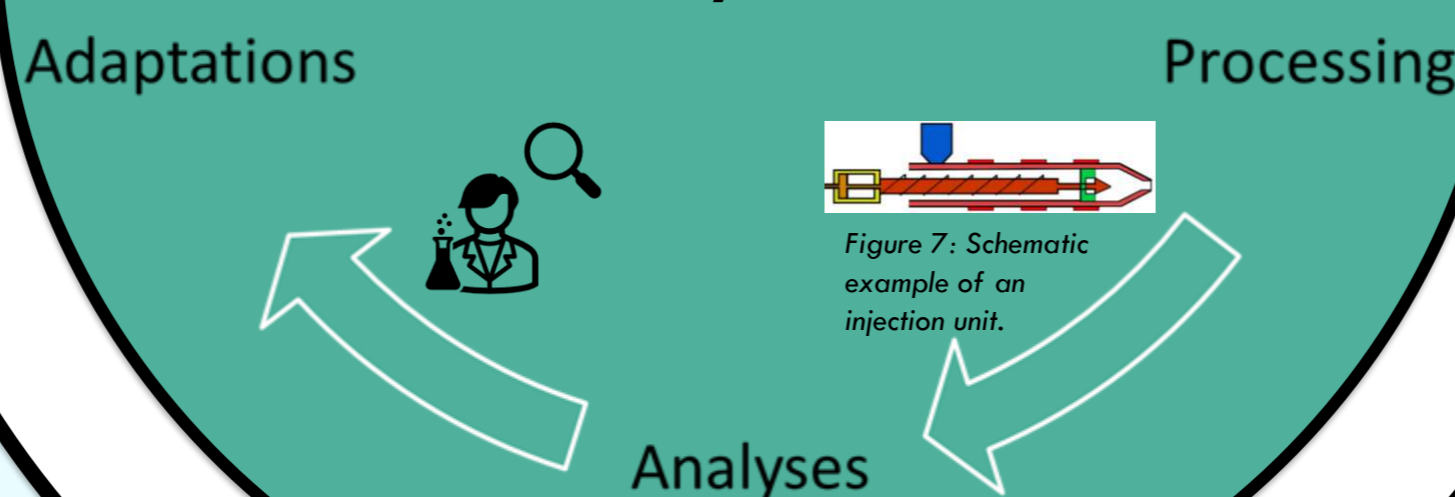 Adaptations
Processing
Figure 7: Schematic
example of an
injection unit.
Analyses